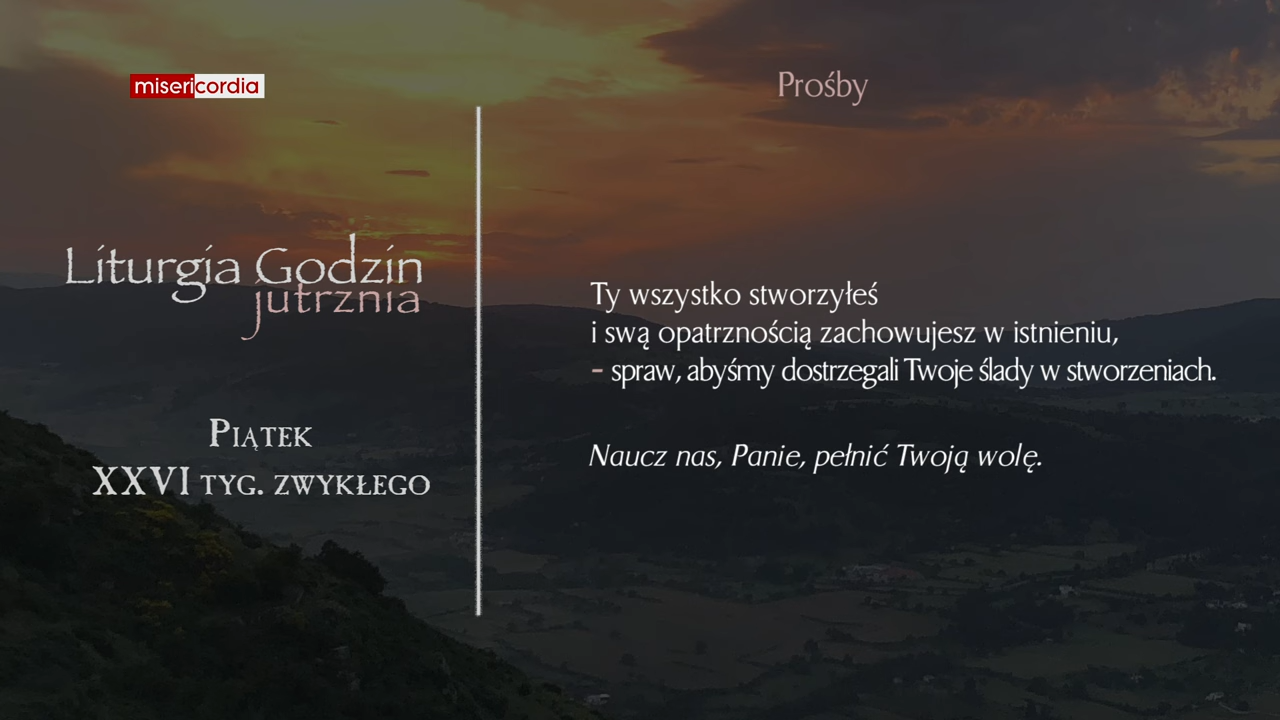 misericordia
Liturgia Godzin
jutrznia
Piątek
XXVI tyg. zwykłego
Prośby
Ty wszystko stworzyłeś
i swą opatrznością zachowujesz w istnieniu,
- spraw, abyśmy dostrzegali Twoje ślady w stworzeniach.
Naucz nas, Panie, pełnić Twoją wolę.